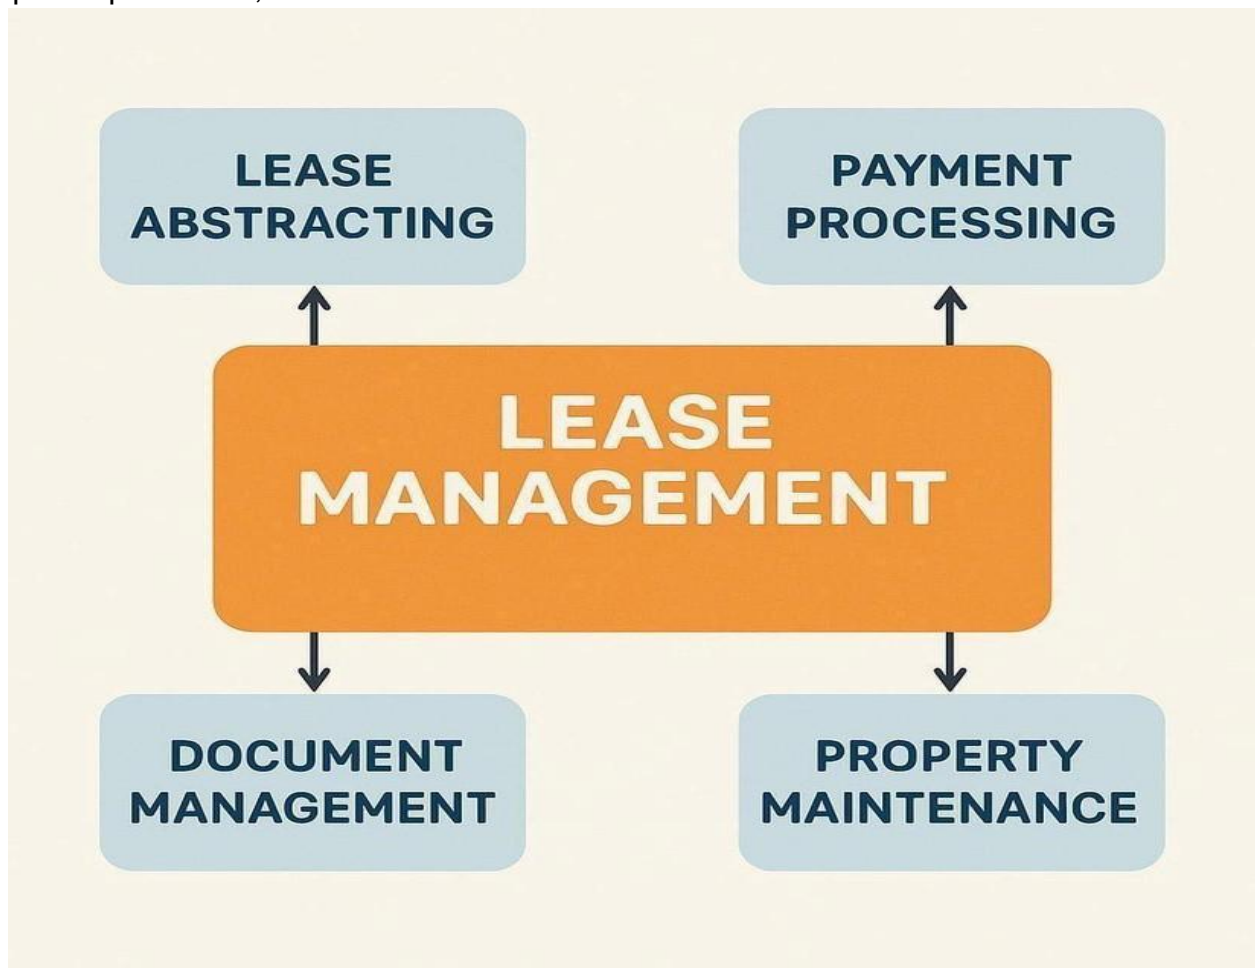 LEASE
ABSTRACTING
PAYMENT
PROCESSING
LEASE
MANAGEMENT
DOCUMENT
MANAGEMENT
PROPERTY
MAINTENANCE